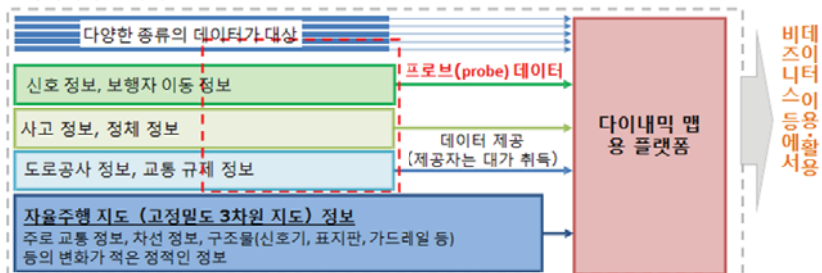 다양한 종류의 데이터가 대상
신호 정보, 보행자 이동 정보
프로브(probe) 데이터
사고 정보, 정체 정보
데이터 제공
(제공자는 대가 취득)
도로공사 정보, 교통 규제 정보
자율주행 지도 (고정밀도 3차원 지도) 정보
주로 교통 정보, 차선 정보, 구조물(신호기, 표지판, 가드레일 등)
등의 변화가 적은 정적인 정보
다이내믹 맵
용 플랫폼
데이터 이용·활용
비즈니스 등에서